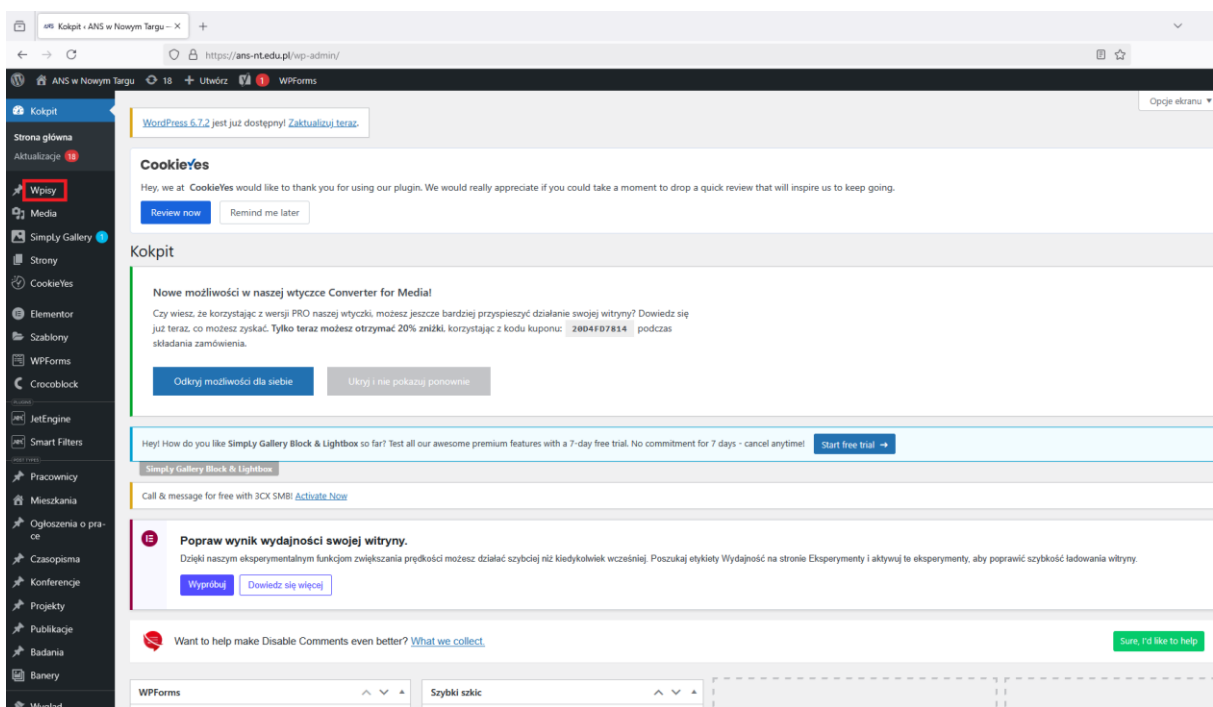 Kokpit ‹ ANS w Nowym Targu –
https://ans-nt.edu.pl/wp-admin/
ANS w Nowym Targu 18 + Utwórz 1 WPForms
Opcje ekranu
Kokpit
Strona główna
Aktualizacje 18
Wpisy
Media
SimpLy Gallery 1
Strony
CookieYes
Elementor
Szablony
WPForms
Crocoblock
JetEngine
Smart Filters
Pracownicy
Mieszkania
Ogłoszenia o pra-
ce
Czasopisma
Konferencje
Projekty
Publikacje
Badania
Banery
Wygląd
WordPress 6.7.2 jest już dostępny! Zaktualizuj teraz.
CookieYes
Hey, we at CookieYes would like to thank you for using our plugin. We would really appreciate if you could take a moment to drop a quick review that will inspire us to keep going.
Review now Remind me later
Kokpit
Nowe możliwości w naszej wtyczce Converter for Media!
Czy wiesz, że korzystając z wersji PRO naszej wtyczki, możesz jeszcze bardziej przyspieszyć działanie swojej witryny? Dowiedz się
już teraz, co możesz zyskać. Tylko teraz możesz otrzymać 20% zniżki, korzystając z kodu kuponu: 20D4FD7814 podczas
składania zamówienia.
Odkryj możliwości dla siebie Ukryj i nie pokazuj ponownie
Hey! How do you like SimpLy Gallery Block & Lightbox so far? Test all our awesome premium features with a 7-day free trial. No commitment for 7 days - cancel anytime! Start free trial →
SimpLy Gallery Block & Lightbox
Call & message for free with 3CX SMB! Activate Now
Popraw wynik wydajności swojej witryny.
Dzięki naszym eksperymentalnym funkcjom zwiększania prędkości możesz działać szybciej niż kiedykolwiek wcześniej. Poszukaj etykiety Wydajność na stronie Eksperymenty i aktywuj te eksperymenty, aby poprawić szybkość ładowania witryny.
Wypróbuj Dowiedz się więcej
Want to help make Disable Comments even better? What we collect.
Sure, I'd like to help
WPForms
Szybki szkic